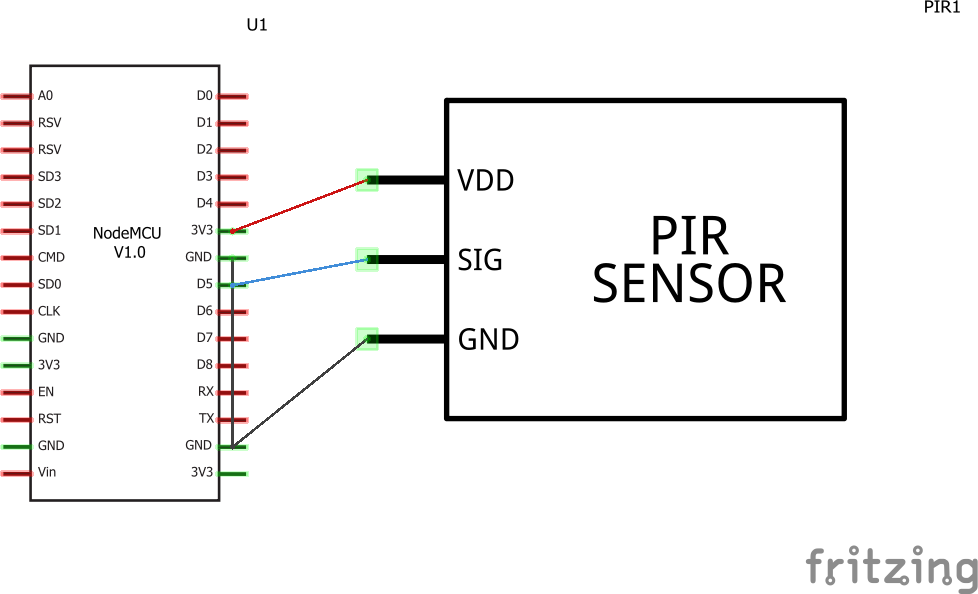 U1
PIR1
A0
RSV
RSV
SD3
SD2
SD1
CMD
SD0
CLK
GND
3V3
EN
RST
GND
Vin
NodeMCU
V1.0
D0
D1
D2
D3
D4
3V3
GND
D5
D6
D7
D8
RX
TX
GND
3V3
VDD
SIG
GND
PIR
SENSOR
fritzing